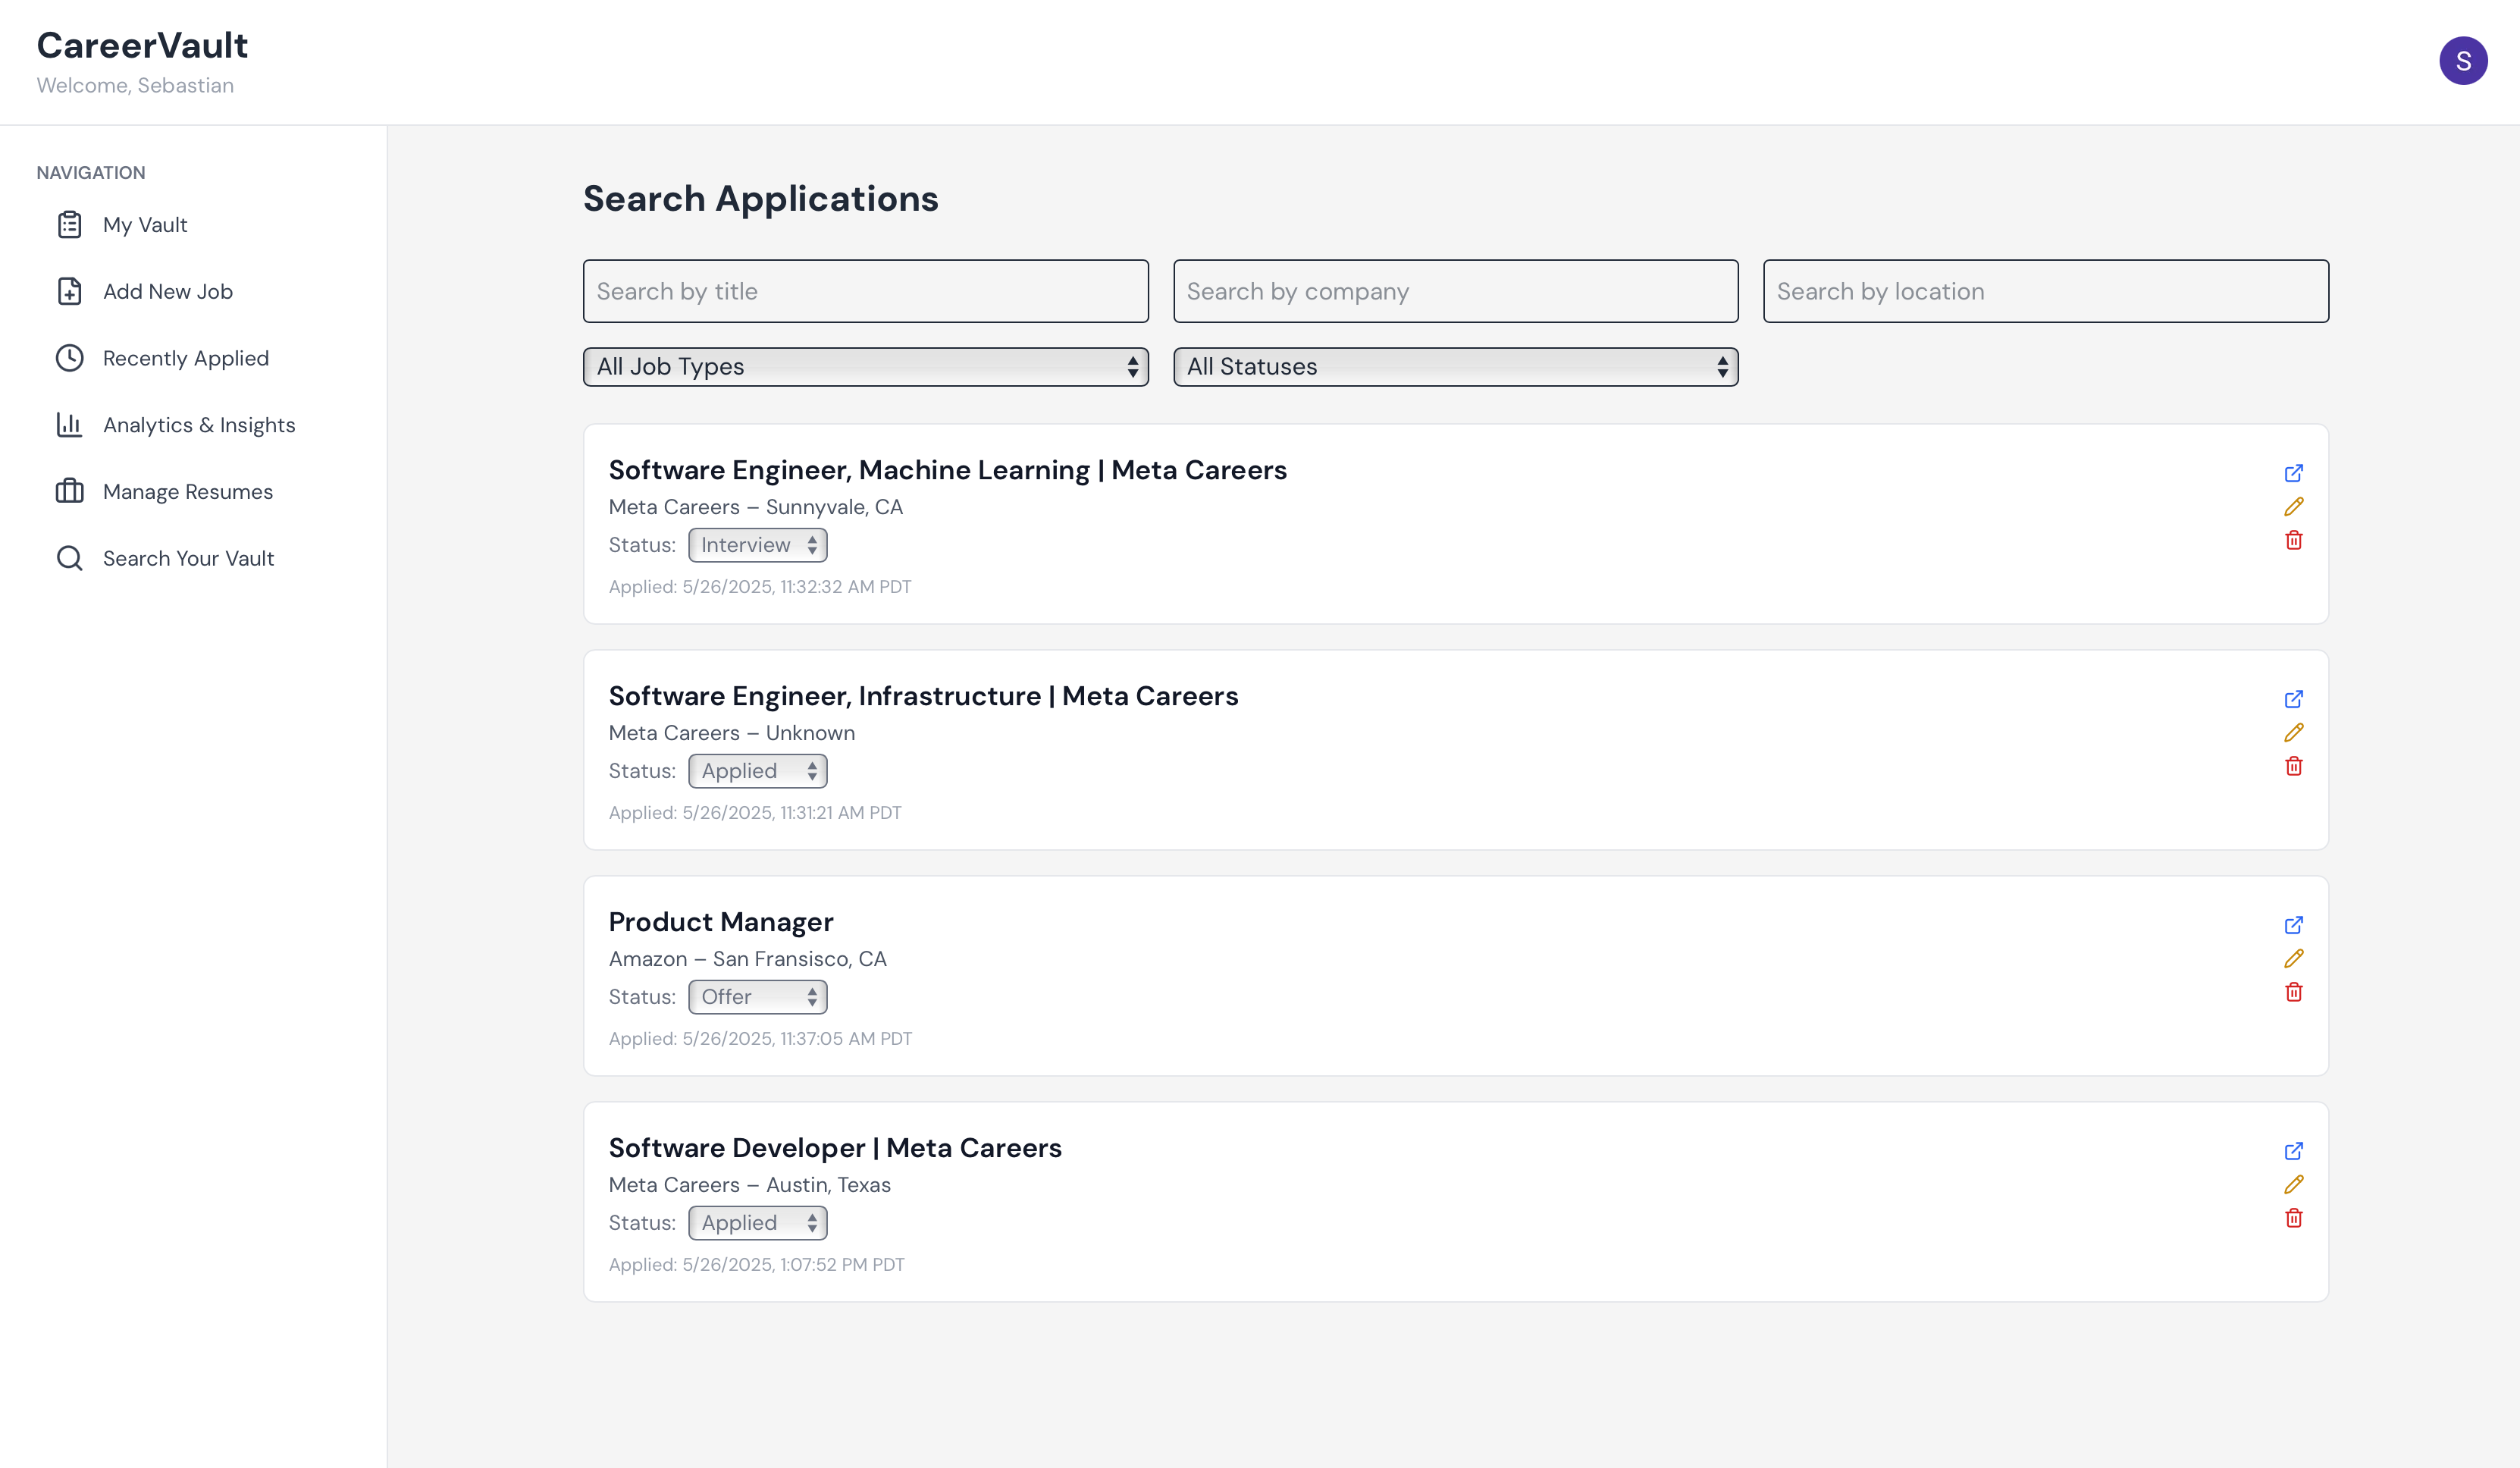 CareerVault
Welcome, Sebastian
S
NAVIGATION
My Vault
Add New Job
Recently Applied
Analytics & Insights
Manage Resumes
Search Your Vault
Search Applications
Search by title
Search by company
Search by location
All Job Types
All Statuses
Software Engineer, Machine Learning | Meta Careers
Meta Careers – Sunnyvale, CA
Status: Interview
Applied: 5/26/2025, 11:32:32 AM PDT
Software Engineer, Infrastructure | Meta Careers
Meta Careers – Unknown
Status: Applied
Applied: 5/26/2025, 11:31:21 AM PDT
Product Manager
Amazon – San Fransisco, CA
Status: Offer
Applied: 5/26/2025, 11:37:05 AM PDT
Software Developer | Meta Careers
Meta Careers – Austin, Texas
Status: Applied
Applied: 5/26/2025, 1:07:52 PM PDT